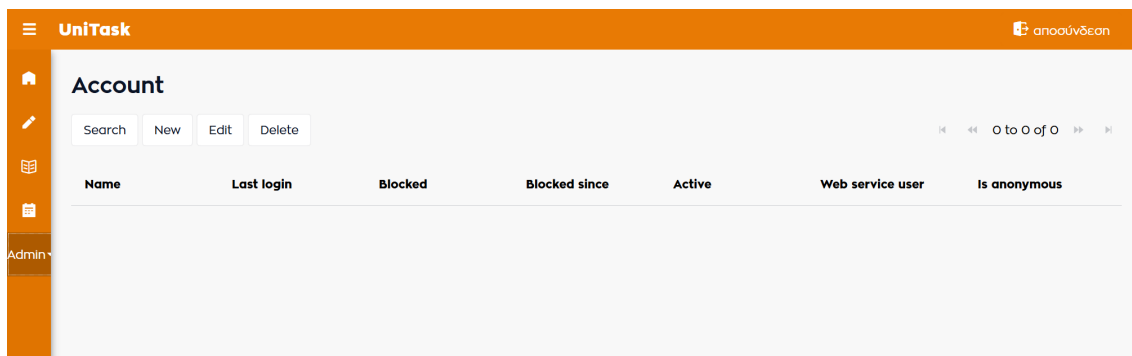 UniTask
αποσύνδεση
Account
Search New Edit Delete
0 to 0 of 0
Name Last login Blocked Blocked since Active Web service user Is anonymous
Admin